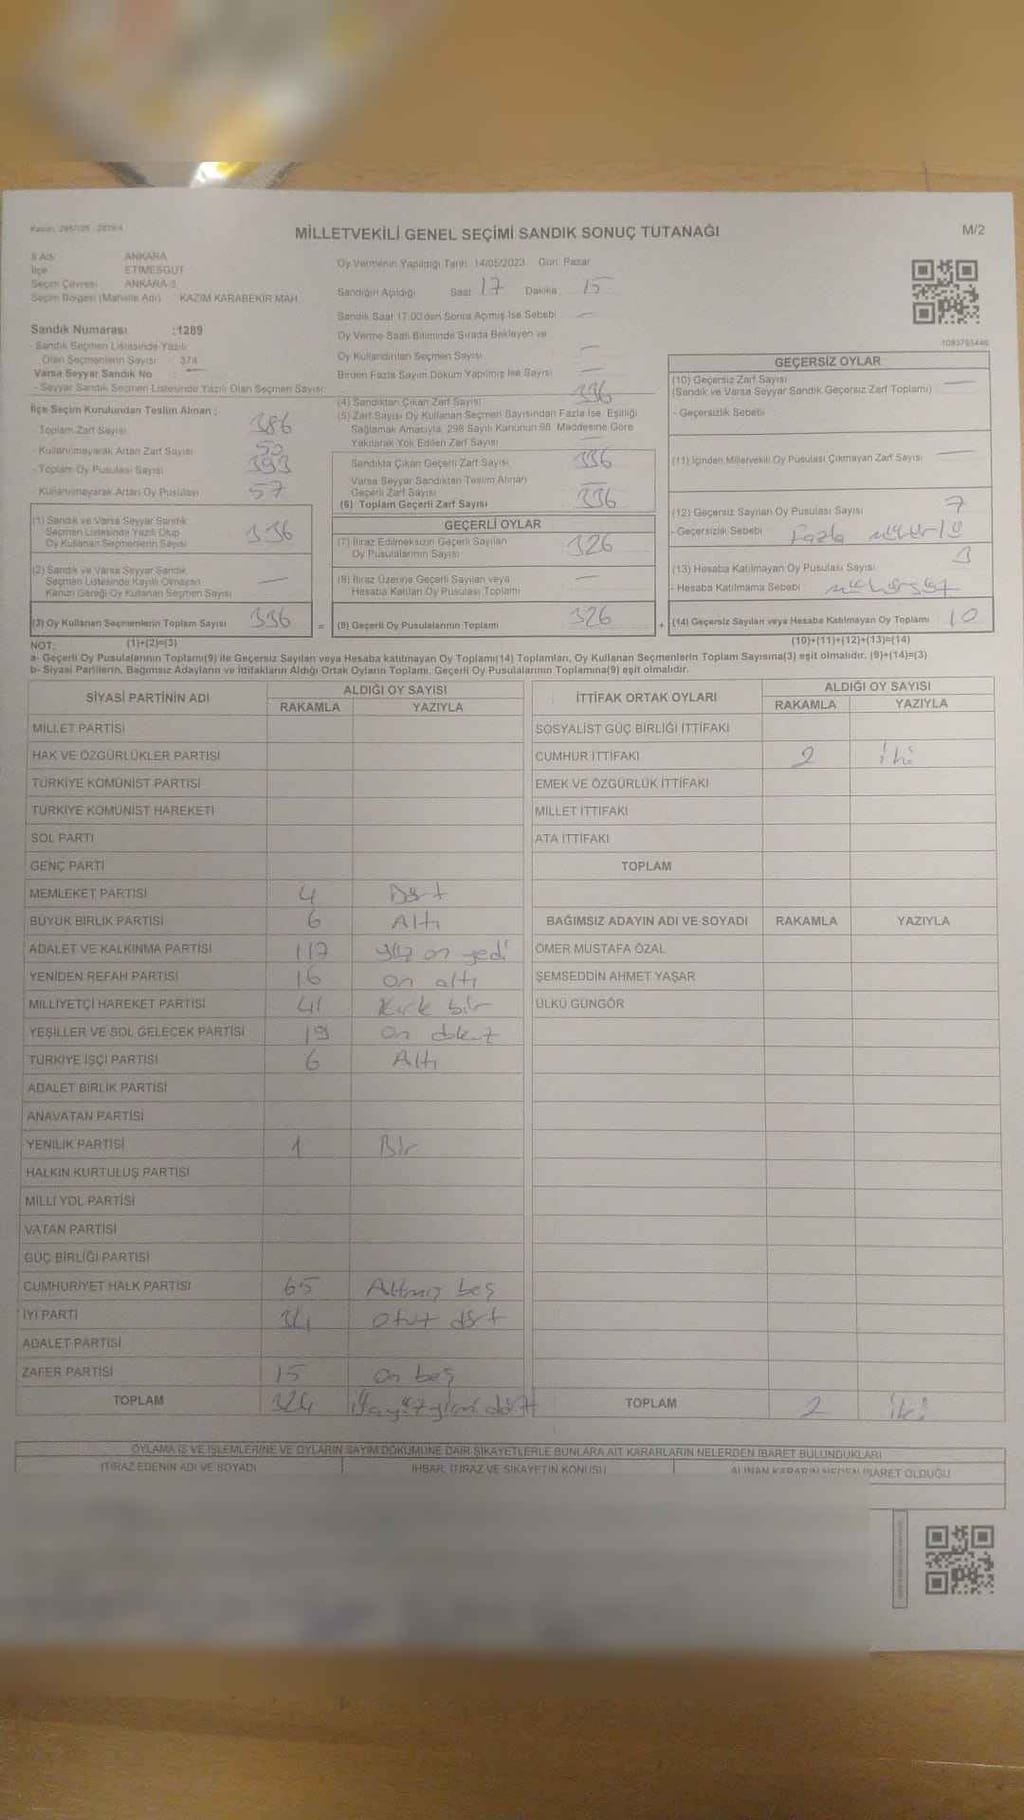 MİLLETVEKİLİ GENEL SEÇİMİ SANDIK SONUÇ TUTANAĞI
M/2
İl Adı ANKARA
İlçe ETİMESGUT
Seçim Çevresi ANKARA-3
Seçim Bölgesi (Mahalle Adı) KAZIM KARABEKİR MAH.
Sandık Numarası :1289
- Sandık Seçmen Listesinde Yazılı
Olan Seçmenlerin Sayısı 374
Varsa Seyyar Sandık No
- Seyyar Sandık Seçmen Listesinde Yazılı Olan Seçmen Sayısı:
İlçe Seçim Kurulundan Teslim Alınan :
- Toplam Zarf Sayısı 386
- Kullanılmayarak Artan Zarf Sayısı
- Toplam Oy Pusulası Sayısı 393
- Kullanılmayarak Artan Oy Pusulası 57
(1) Sandık ve Varsa Seyyar Sandık
Seçmen Listesinde Yazılı Olup
Oy Kullanan Seçmenlerin Sayısı 336
(2) Sandık ve Varsa Seyyar Sandık
Seçmen Listesinde Kayıtlı Olmayan
Kanun Gereği Oy Kullanan Seçmen Sayısı —
(3) Oy Kullanan Seçmenlerin Toplam Sayısı 336 =
Oy Vermenin Yapıldığı Tarih 14/05/2023 Gün: Pazar
Sandığın Açıldığı Saat 17 Dakika 15
Sandık Saat 17.00'den Sonra Açmış İse Sebebi —
Oy Verme Saati Bitiminde Sırada Bekleyen ve
Oy Kullandırılan Seçmen Sayısı —
Birden Fazla Sayım Döküm Yapılmış İse Sayısı —
(4) Sandıktan Çıkan Zarf Sayısı 336
(5) Zarf Sayısı Oy Kullanan Seçmen Sayısından Fazla İse, Eşitliği
Sağlamak Amacıyla, 298 Sayılı Kanunun 98. Maddesine Göre
Yakılarak Yok Edilen Zarf Sayısı —
Sandıkta Çıkan Geçerli Zarf Sayısı 336
Varsa Seyyar Sandıktan Teslim Alınan
Geçerli Zarf Sayısı —
(6) Toplam Geçerli Zarf Sayısı 336
GEÇERLİ OYLAR
(7) İtiraz Edilmeksizin Geçerli Sayılan
Oy Pusulalarının Sayısı 326
(8) İtiraz Üzerine Geçerli Sayılan veya
Hesaba Katılan Oy Pusulası Toplamı —
(9) Geçerli Oy Pusulalarının Toplamı 326 +
1083793446
GEÇERSİZ OYLAR
(10) Geçersiz Zarf Sayısı —
(Sandık ve Varsa Seyyar Sandık Geçersiz Zarf Toplamı)
- Geçersizlik Sebebi
(11) İçinden Milletvekili Oy Pusulası Çıkmayan Zarf Sayısı —
(12) Geçersiz Sayılan Oy Pusulası Sayısı 7
- Geçersizlik Sebebi Fazla mühürlü
(13) Hesaba Katılmayan Oy Pusulası Sayısı 3
- Hesaba Katılmama Sebebi mühürsüz
(14) Geçersiz Sayılan veya Hesaba Katılmayan Oy Toplamı 10
NOT: (1)+(2)=(3)
(10)+(11)+(12)+(13)=(14)
a- Geçerli Oy Pusulalarının Toplamı(9) ile Geçersiz Sayılan veya Hesaba katılmayan Oy Toplamı(14) Toplamları, Oy Kullanan Seçmenlerin Toplam Sayısına(3) eşit olmalıdır. (9)+(14)=(3)
b- Siyasi Partilerin, Bağımsız Adayların ve İttifakların Aldığı Ortak Oyların Toplamı, Geçerli Oy Pusulalarının Toplamına(9) eşit olmalıdır.
SİYASİ PARTİNİN ADI ALDIĞI OY SAYISI
RAKAMLA YAZIYLA
MİLLET PARTİSİ
HAK VE ÖZGÜRLÜKLER PARTİSİ
TÜRKİYE KOMÜNİST PARTİSİ
TÜRKİYE KOMÜNİST HAREKETİ
SOL PARTİ
GENÇ PARTİ
MEMLEKET PARTİSİ 4 Dört
BÜYÜK BİRLİK PARTİSİ 6 Altı
ADALET VE KALKINMA PARTİSİ 117 yüz on yedi
YENİDEN REFAH PARTİSİ 16 on altı
MİLLİYETÇİ HAREKET PARTİSİ 41 Kırk bir
YEŞİLLER VE SOL GELECEK PARTİSİ 19 on dokuz
TÜRKİYE İŞÇİ PARTİSİ 6 Altı
ADALET BİRLİK PARTİSİ
ANAVATAN PARTİSİ
YENİLİK PARTİSİ 1 Bir
HALKIN KURTULUŞ PARTİSİ
MİLLİ YOL PARTİSİ
VATAN PARTİSİ
GÜÇ BİRLİĞİ PARTİSİ
CUMHURİYET HALK PARTİSİ 65 Altmış beş
İYİ PARTİ 34 otuz dört
ADALET PARTİSİ
ZAFER PARTİSİ 15 on beş
TOPLAM 324 üçyüzyirmi dört
İTTİFAK ORTAK OYLARI ALDIĞI OY SAYISI
RAKAMLA YAZIYLA
SOSYALİST GÜÇ BİRLİĞİ İTTİFAKI
CUMHUR İTTİFAKI 2 iki
EMEK VE ÖZGÜRLÜK İTTİFAKI
MİLLET İTTİFAKI
ATA İTTİFAKI
TOPLAM
BAĞIMSIZ ADAYIN ADI VE SOYADI RAKAMLA YAZIYLA
ÖMER MUSTAFA ÖZAL
ŞEMSEDDİN AHMET YAŞAR
ÜLKÜ GÜNGÖR
TOPLAM 2 iki
OYLAMA İŞ VE İŞLEMLERİNE VE OYLARIN SAYIM DÖKÜMÜNE DAİR ŞİKAYETLERLE BUNLARA AİT KARARLARIN NELERDEN İBARET BULUNDUKLARI
İTİRAZ EDENİN ADI VE SOYADI İHBAR, İTİRAZ VE ŞİKAYETİN KONUSU ALINAN KARARIN NEDEN İBARET OLDUĞU